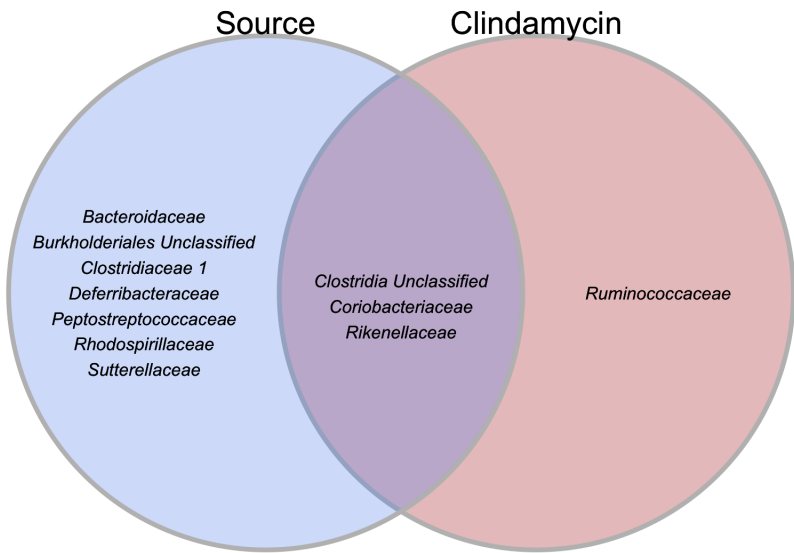 Source
Clindamycin
Bacteroidaceae
Burkholderiales Unclassified
Clostridiaceae 1
Deferribacteraceae
Peptostreptococcaceae
Rhodospirillaceae
Sutterellaceae
Clostridia Unclassified
Coriobacteriaceae
Rikenellaceae
Ruminococcaceae